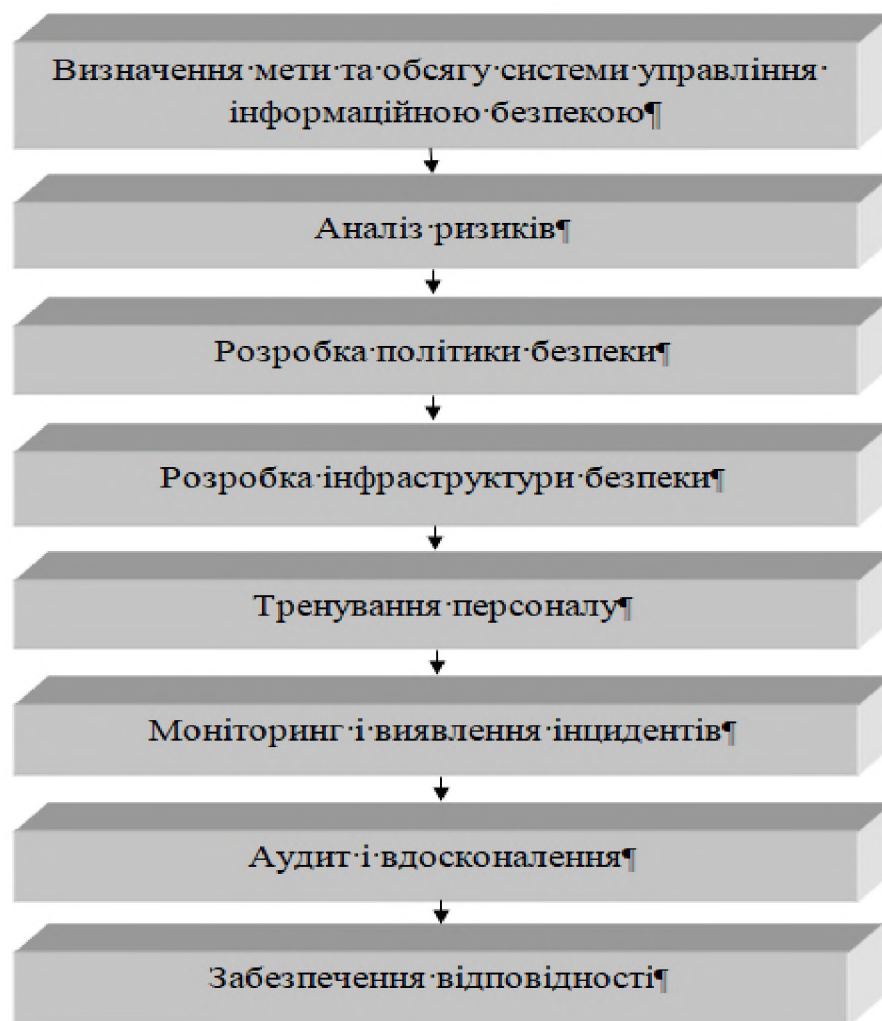 Визначення·мети·та·обсягу·системи·управління·
інформаційною·безпекою¶
Аналіз·ризиків¶
Розробка·політики·безпеки¶
Розробка·інфраструктури·безпеки¶
Тренування·персоналу¶
Моніторинг·і·виявлення·інцидентів¶
Аудит·і·вдосконалення¶
Забезпечення·відповідності¶